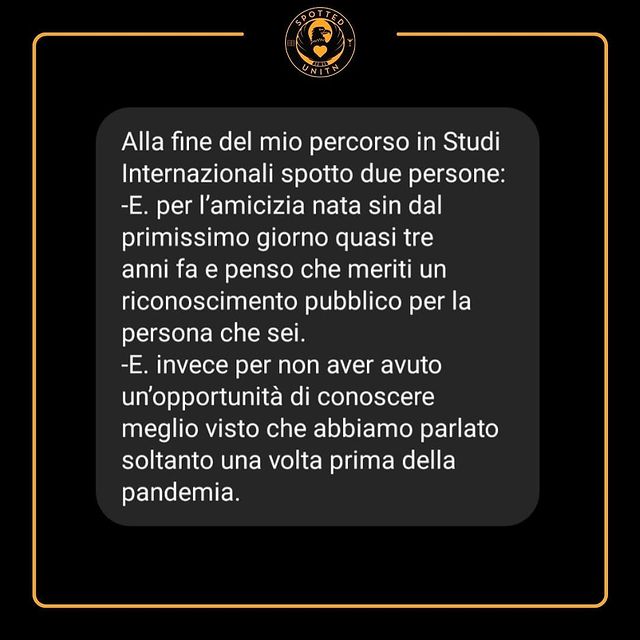 SPOTTED
UNITN
Alla fine del mio percorso in Studi
Internazionali spotto due persone:
-E. per l’amicizia nata sin dal
primissimo giorno quasi tre
anni fa e penso che meriti un
riconoscimento pubblico per la
persona che sei.
-E. invece per non aver avuto
un’opportunità di conoscere
meglio visto che abbiamo parlato
soltanto una volta prima della
pandemia.